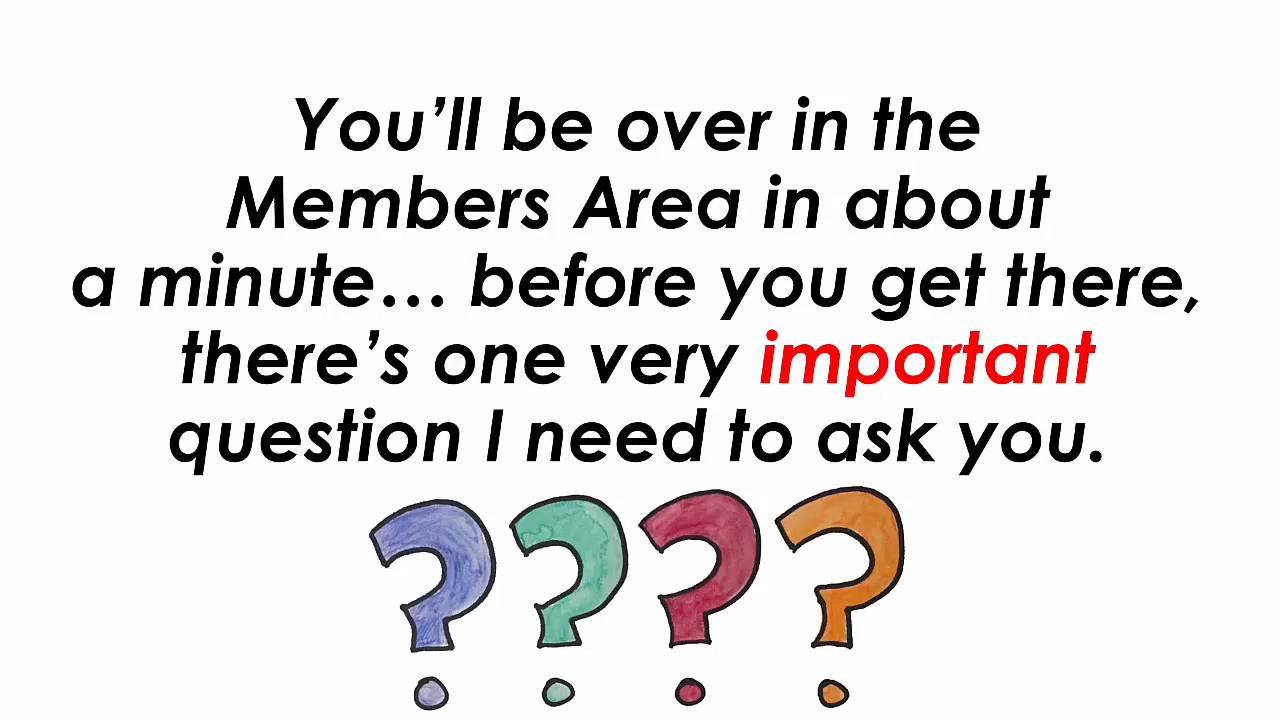 You’ll be over in the
Members Area in about
a minute… before you get there,
there’s one very important
question I need to ask you.
????